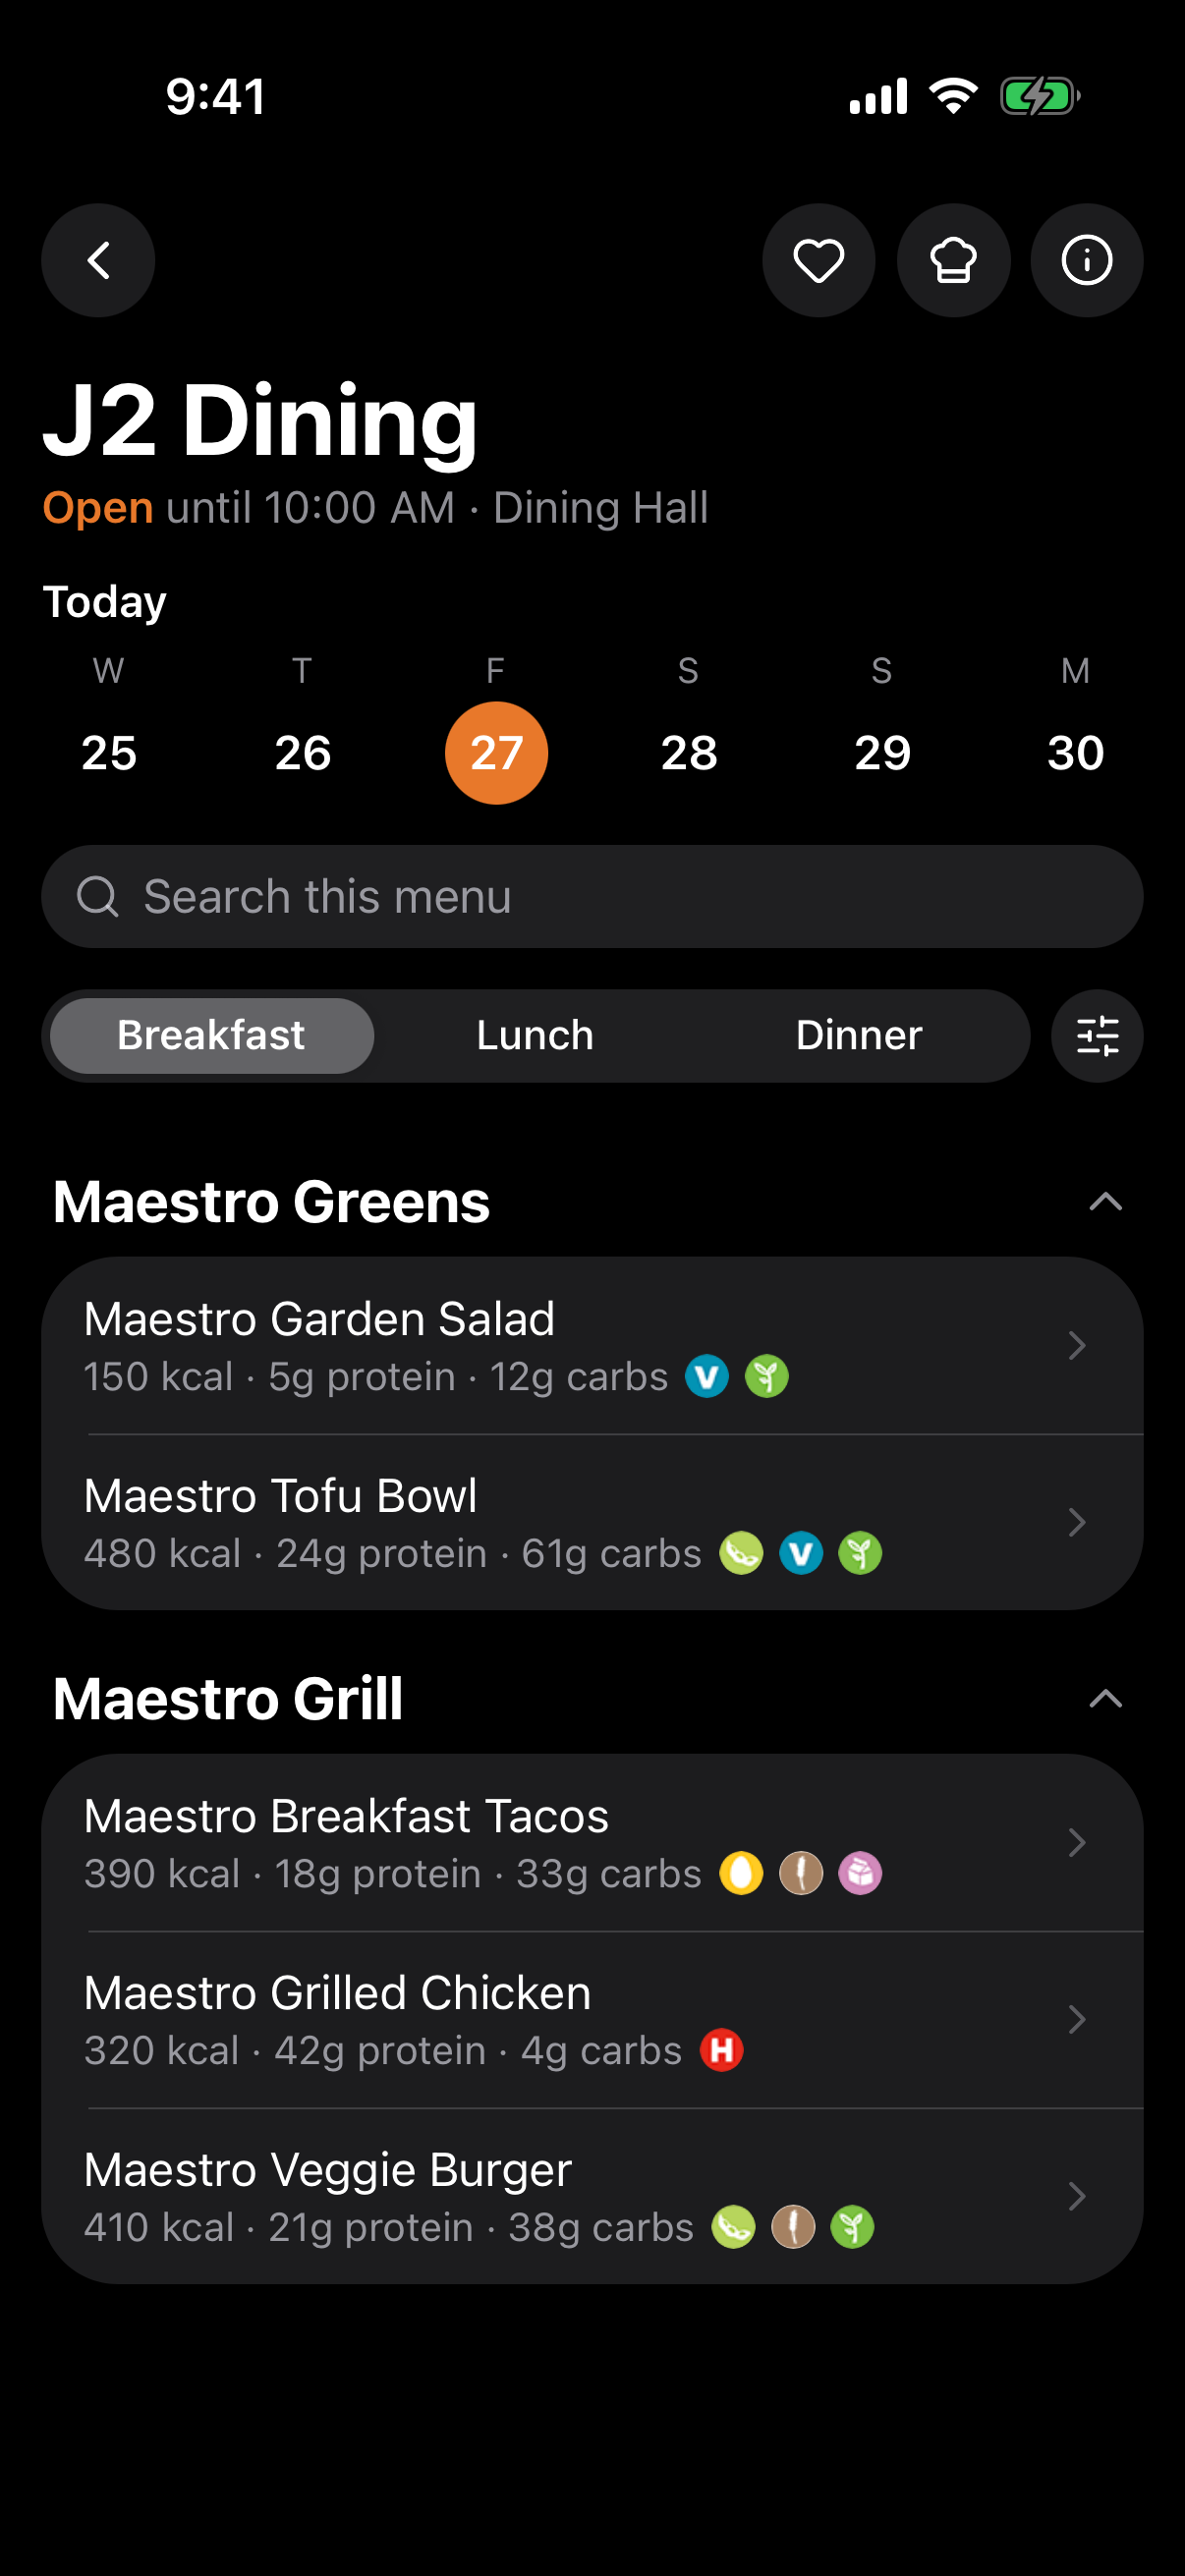 9:41
J2 Dining
Open until 10:00 AM · Dining Hall
Today
W T F S S M
25 26 27 28 29 30
Search this menu
Breakfast Lunch Dinner
Maestro Greens
Maestro Garden Salad
150 kcal · 5g protein · 12g carbs V
Maestro Tofu Bowl
480 kcal · 24g protein · 61g carbs V
Maestro Grill
Maestro Breakfast Tacos
390 kcal · 18g protein · 33g carbs
Maestro Grilled Chicken
320 kcal · 42g protein · 4g carbs H
Maestro Veggie Burger
410 kcal · 21g protein · 38g carbs